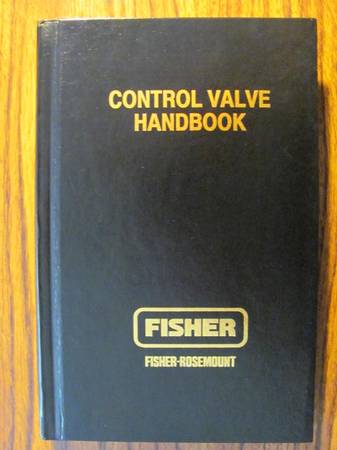 CONTROL VALVE
HANDBOOK
FISHER
FISHER-ROSEMOUNT